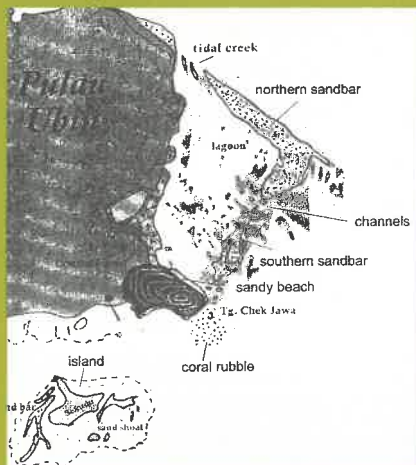 tidal creek
northern sandbar
Pulau
Ubin
lagoon
channels
southern sandbar
sandy beach
Tg. Chek Jawa
coral rubble
island
Sekudu
sand shoal